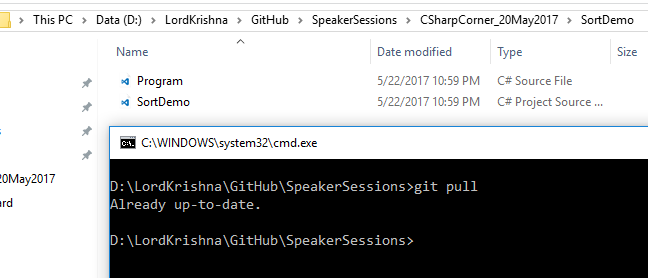 This PC > Data (D:) > LordKrishna > GitHub > SpeakerSessions > CSharpCorner_20May2017 > SortDemo
Name Date modified Type
Program 5/22/2017 10:59 PM C# Source File
SortDemo 5/22/2017 10:59 PM C# Project Source ...
C:\WINDOWS\system32\cmd.exe
20May2017
D:\LordKrishna\GitHub\SpeakerSessions>git pull
Already up-to-date.
D:\LordKrishna\GitHub\SpeakerSessions>